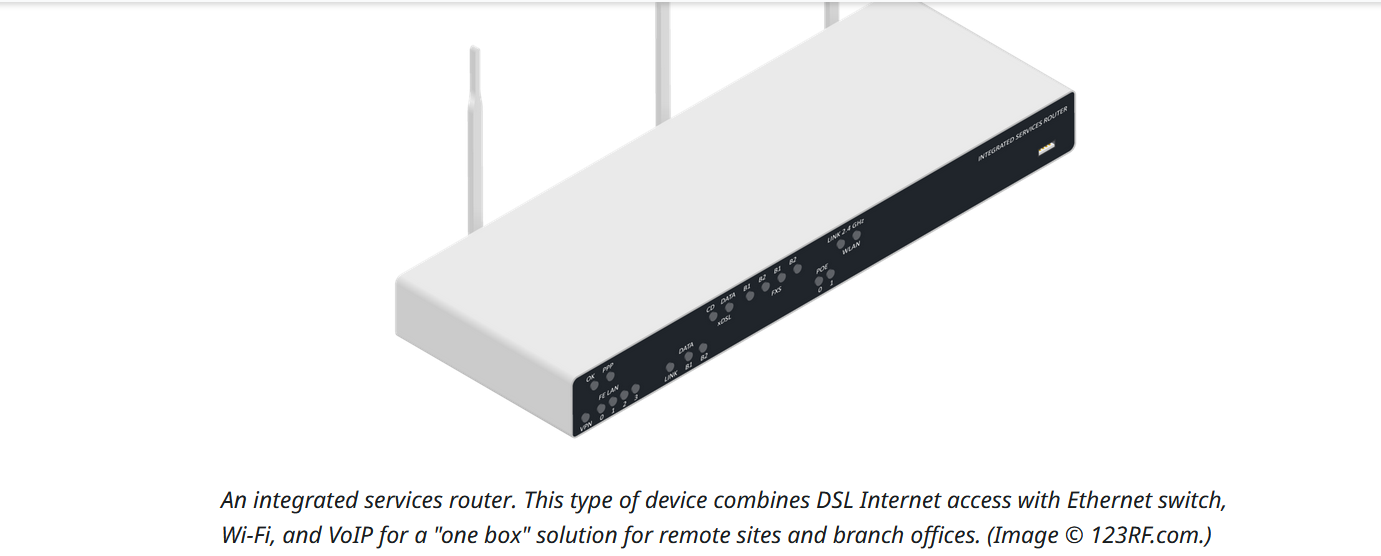 INTEGRATED SERVICES ROUTER
LINK 2.4 GHz
WLAN
B1 B2 B1 B2
FXS
POE
0 1
CD DATA
xDSL
DATA
LINK B1 B2
OK PPP
FE LAN
VPN 0 1 2 3
An integrated services router. This type of device combines DSL Internet access with Ethernet switch,
Wi-Fi, and VoIP for a "one box" solution for remote sites and branch offices. (Image © 123RF.com.)